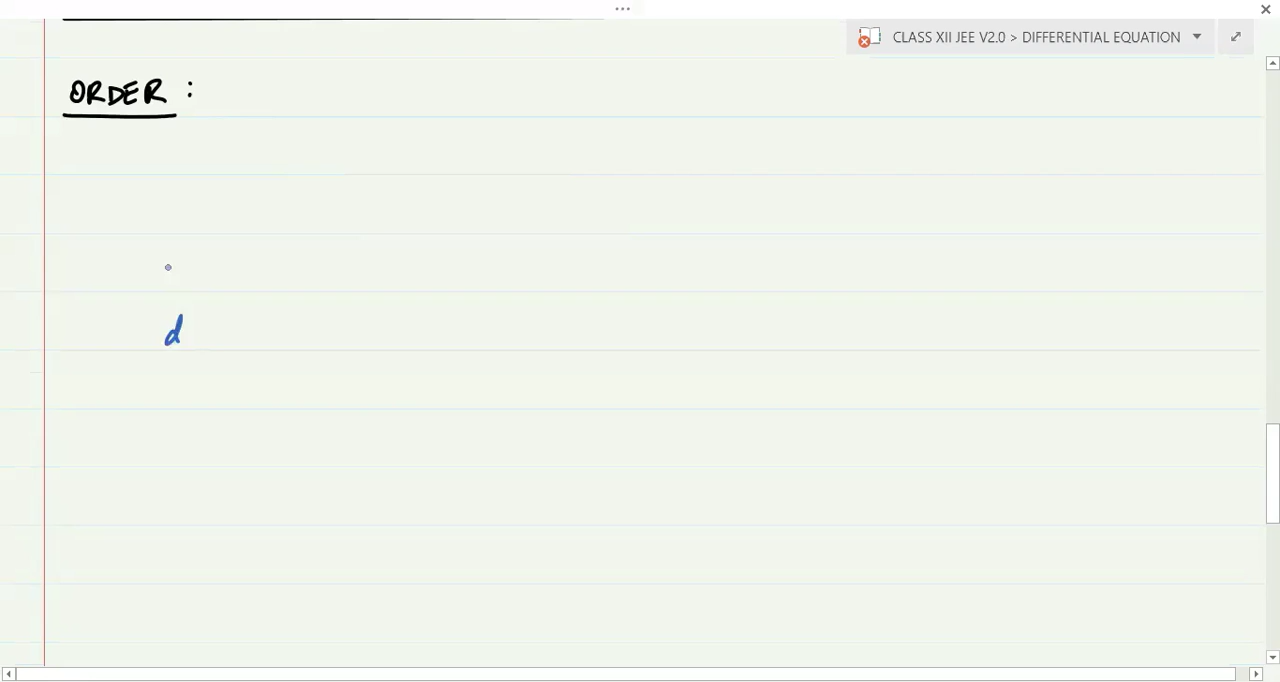 CLASS XII JEE V2.0 > DIFFERENTIAL EQUATION
ORDER :
d